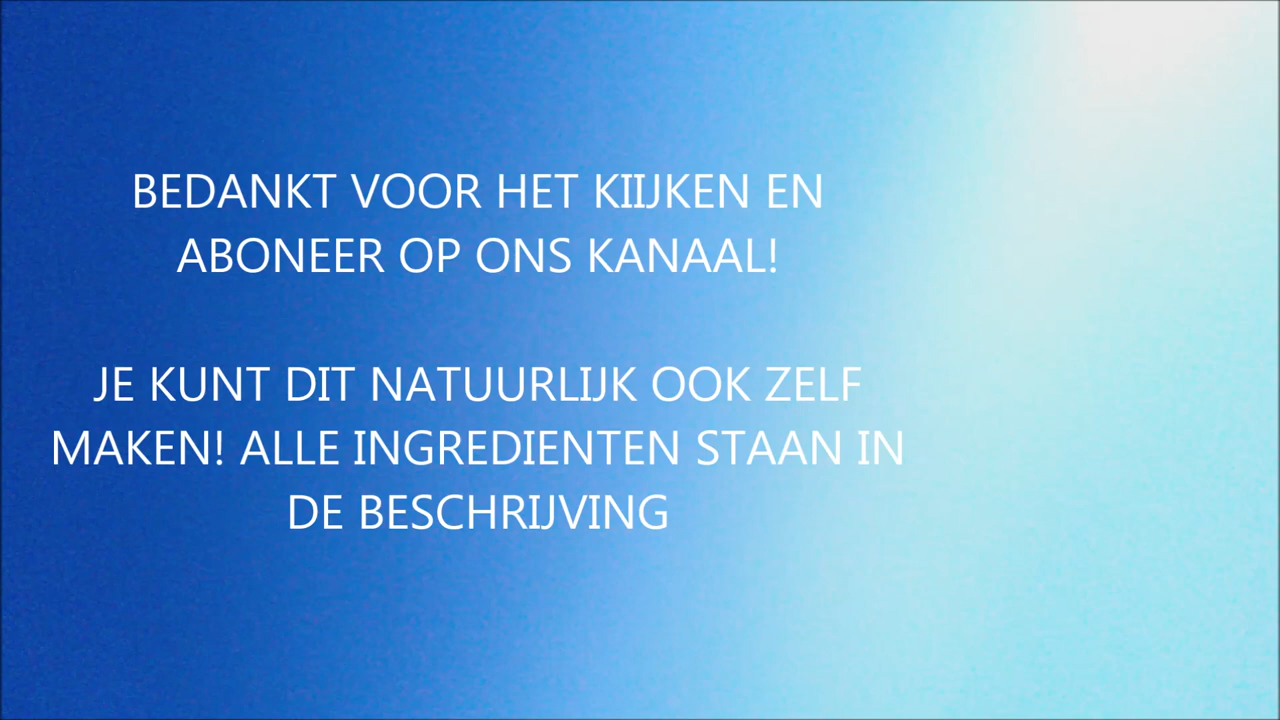 BEDANKT VOOR HET KIIJKEN EN
ABONEER OP ONS KANAAL!
JE KUNT DIT NATUURLIJK OOK ZELF
MAKEN! ALLE INGREDIENTEN STAAN IN
DE BESCHRIJVING